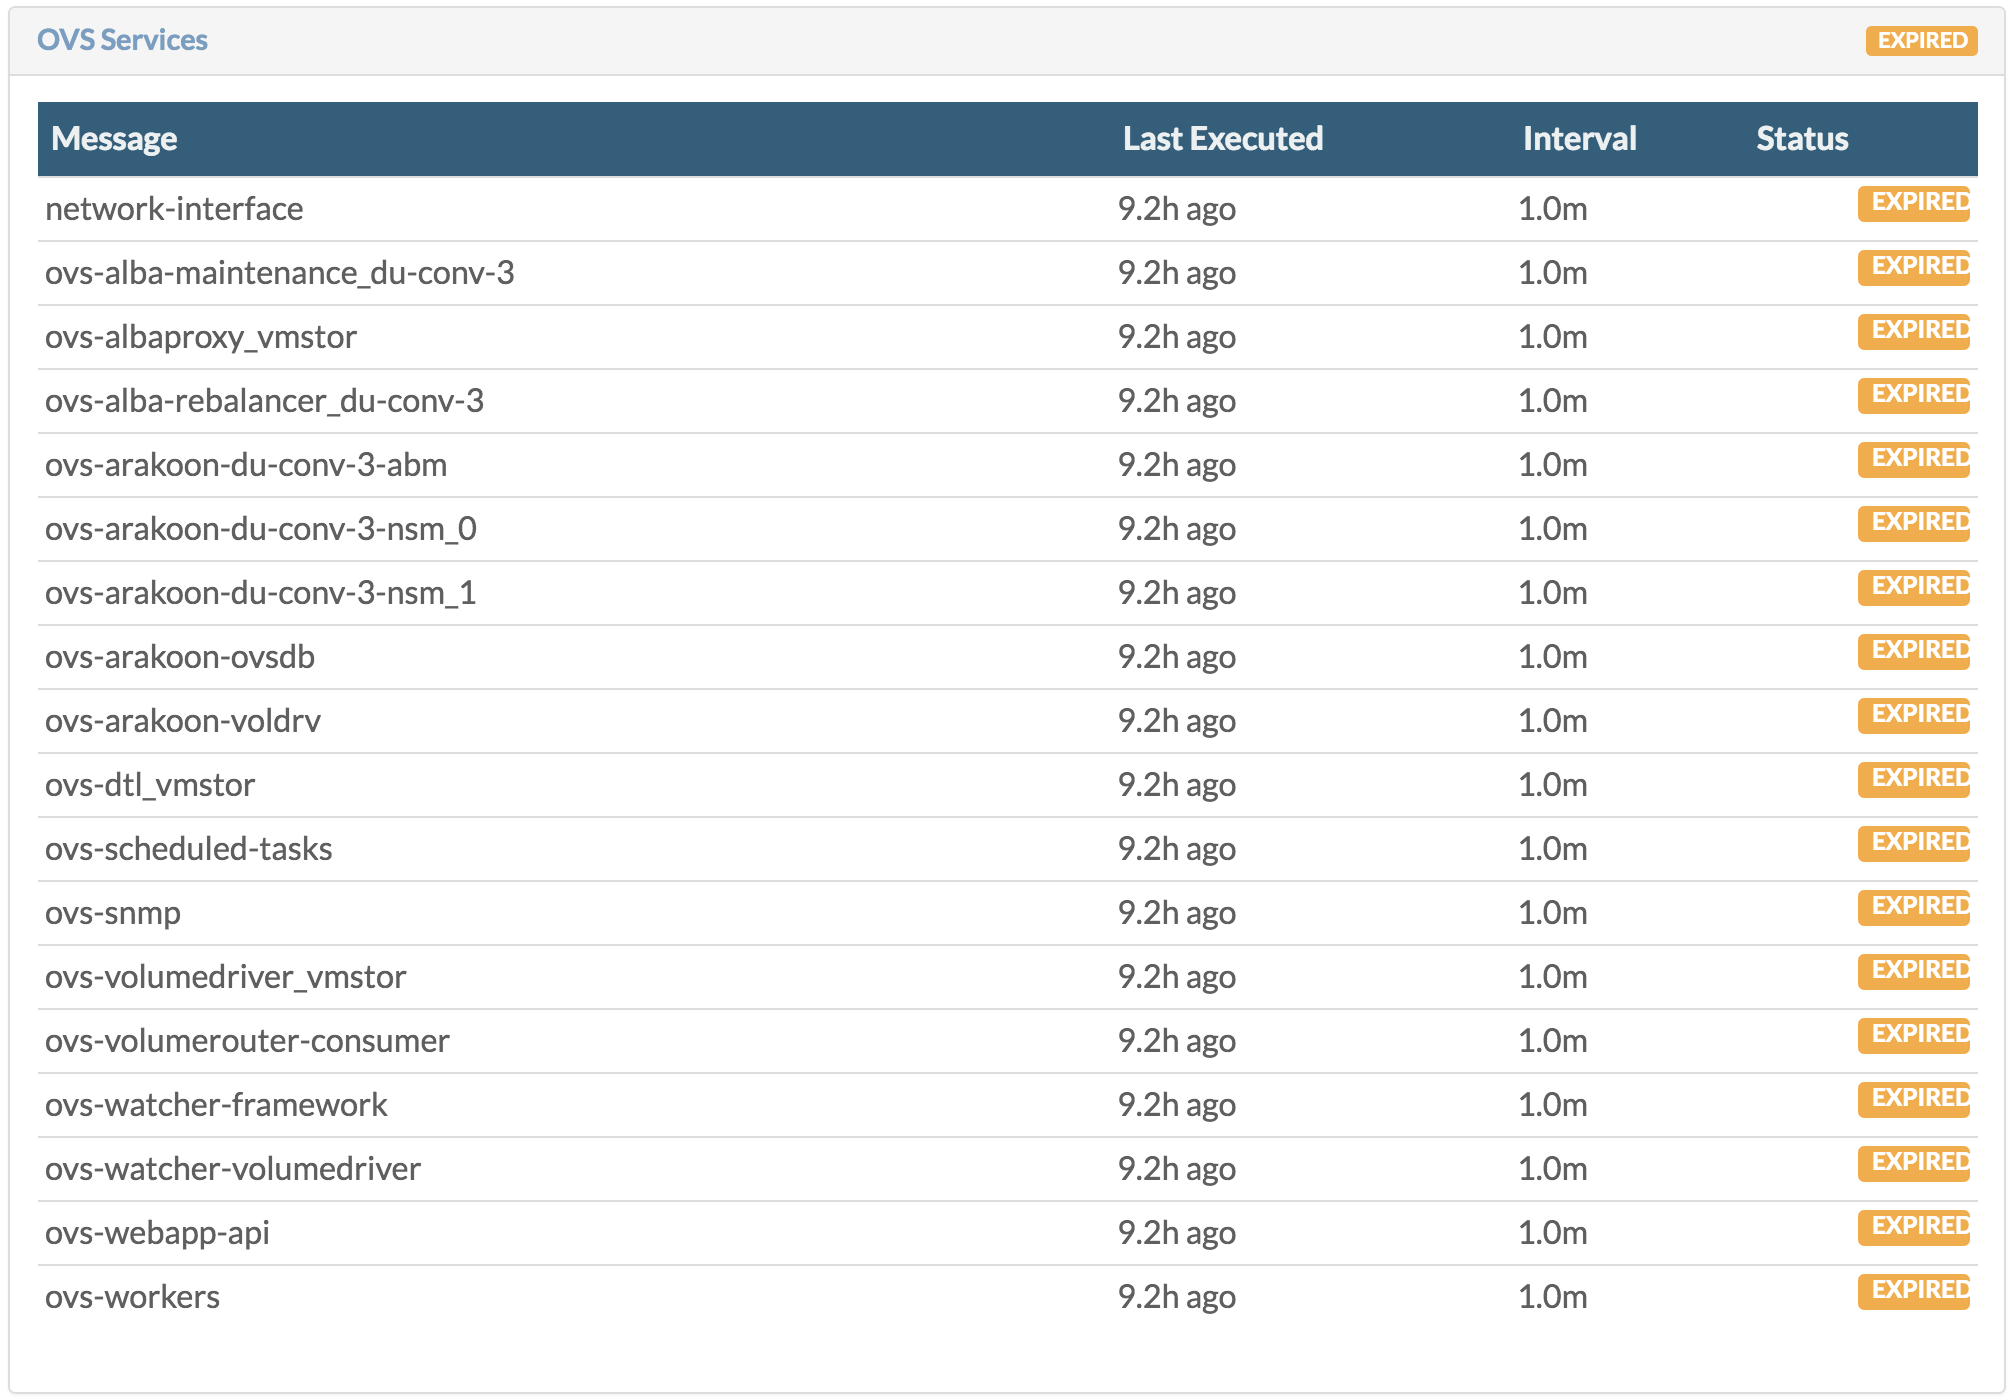 OVS Services EXPIRED
Message Last Executed Interval Status
network-interface 9.2h ago 1.0m EXPIRED
ovs-alba-maintenance_du-conv-3 9.2h ago 1.0m EXPIRED
ovs-albaproxy_vmstor 9.2h ago 1.0m EXPIRED
ovs-alba-rebalancer_du-conv-3 9.2h ago 1.0m EXPIRED
ovs-arakoon-du-conv-3-abm 9.2h ago 1.0m EXPIRED
ovs-arakoon-du-conv-3-nsm_0 9.2h ago 1.0m EXPIRED
ovs-arakoon-du-conv-3-nsm_1 9.2h ago 1.0m EXPIRED
ovs-arakoon-ovsdb 9.2h ago 1.0m EXPIRED
ovs-arakoon-voldrv 9.2h ago 1.0m EXPIRED
ovs-dtl_vmstor 9.2h ago 1.0m EXPIRED
ovs-scheduled-tasks 9.2h ago 1.0m EXPIRED
ovs-snmp 9.2h ago 1.0m EXPIRED
ovs-volumedriver_vmstor 9.2h ago 1.0m EXPIRED
ovs-volumerouter-consumer 9.2h ago 1.0m EXPIRED
ovs-watcher-framework 9.2h ago 1.0m EXPIRED
ovs-watcher-volumedriver 9.2h ago 1.0m EXPIRED
ovs-webapp-api 9.2h ago 1.0m EXPIRED
ovs-workers 9.2h ago 1.0m EXPIRED